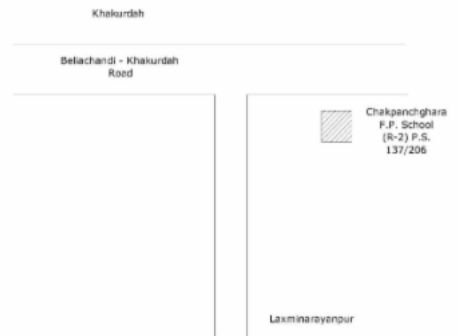 Khakurdah
Beliachandi - Khakurdah
Road
Chakpanchghara
F.P. School
(R-2) P.S.
137/206
Laxminarayanpur